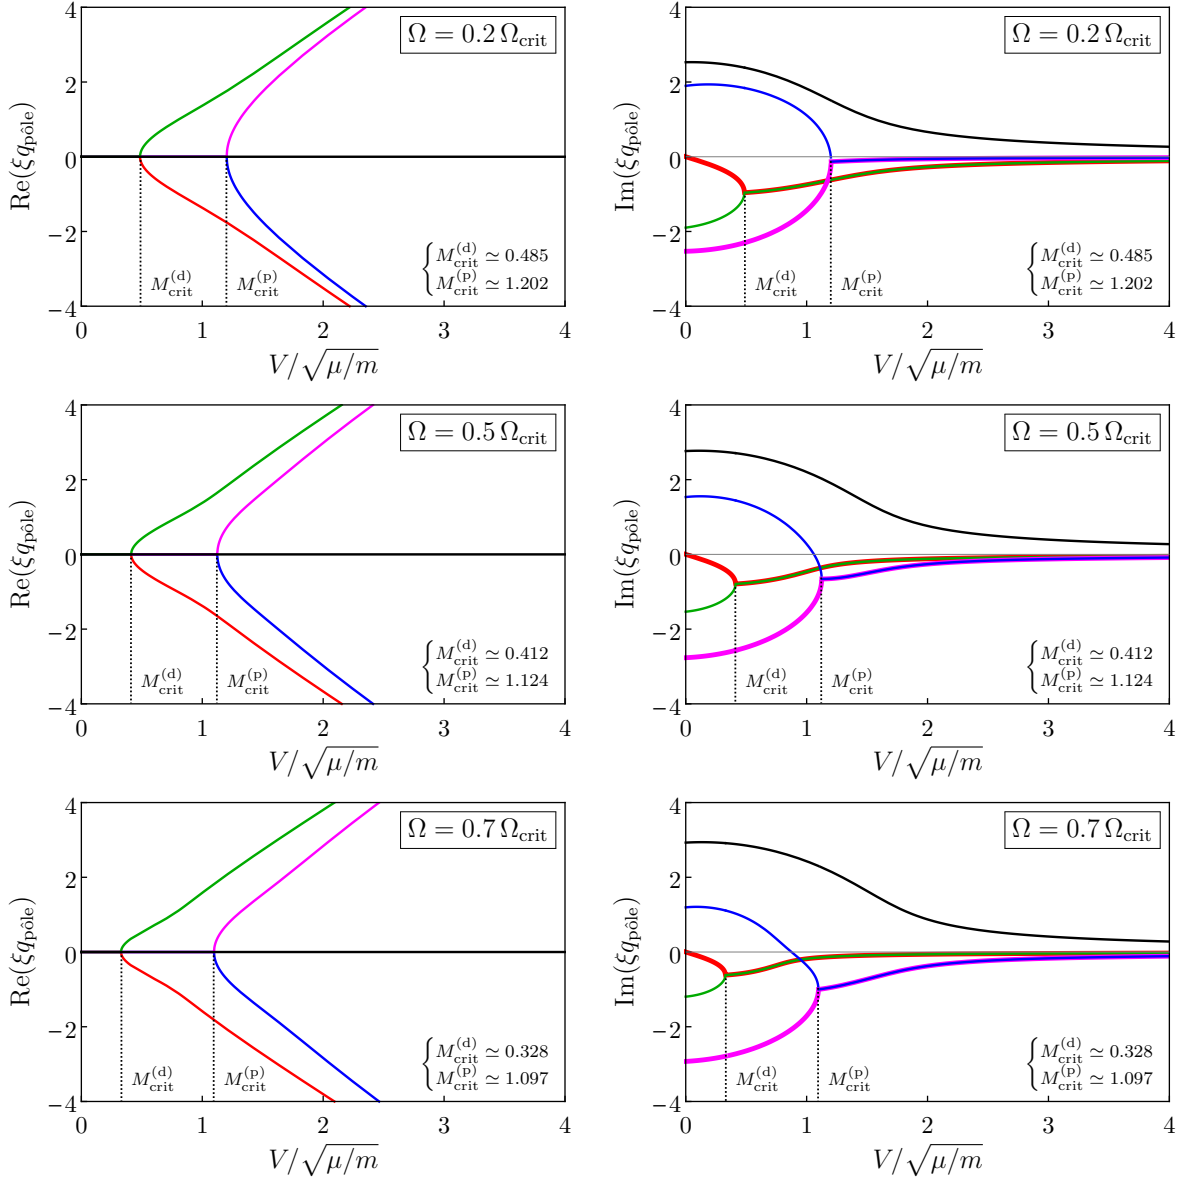 Ω = 0.2 Ω_crit
Re(ξq_pôle)
4
2
0
−2
−4
M_crit^(d)
M_crit^(p)
{ M_crit^(d) ≃ 0.485
M_crit^(p) ≃ 1.202
0 1 2 3 4
V/√(μ/m)
Ω = 0.2 Ω_crit
Im(ξq_pôle)
4
2
0
−2
−4
M_crit^(d)
M_crit^(p)
{ M_crit^(d) ≃ 0.485
M_crit^(p) ≃ 1.202
0 1 2 3 4
V/√(μ/m)
Ω = 0.5 Ω_crit
Re(ξq_pôle)
4
2
0
−2
−4
M_crit^(d)
M_crit^(p)
{ M_crit^(d) ≃ 0.412
M_crit^(p) ≃ 1.124
0 1 2 3 4
V/√(μ/m)
Ω = 0.5 Ω_crit
Im(ξq_pôle)
4
2
0
−2
−4
M_crit^(d)
M_crit^(p)
{ M_crit^(d) ≃ 0.412
M_crit^(p) ≃ 1.124
0 1 2 3 4
V/√(μ/m)
Ω = 0.7 Ω_crit
Re(ξq_pôle)
4
2
0
−2
−4
M_crit^(d)
M_crit^(p)
{ M_crit^(d) ≃ 0.328
M_crit^(p) ≃ 1.097
0 1 2 3 4
V/√(μ/m)
Ω = 0.7 Ω_crit
Im(ξq_pôle)
4
2
0
−2
−4
M_crit^(d)
M_crit^(p)
{ M_crit^(d) ≃ 0.328
M_crit^(p) ≃ 1.097
0 1 2 3 4
V/√(μ/m)